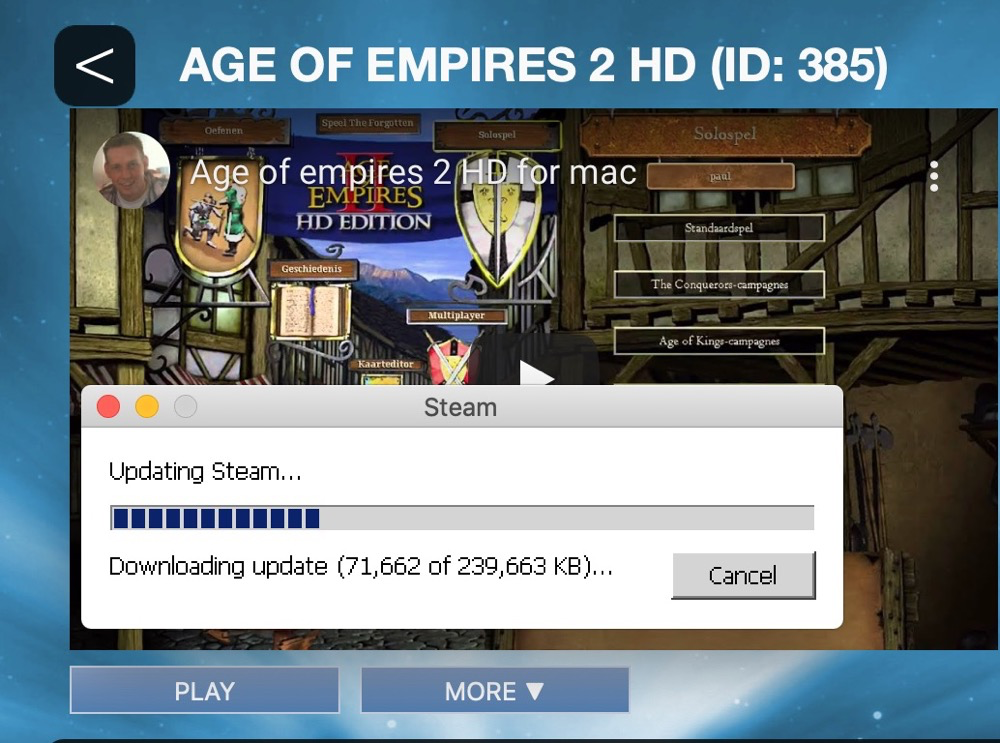 <
AGE OF EMPIRES 2 HD (ID: 385)
Oefenen
Speel The Forgotten
Solospel
Solospel
Age of empires 2 HD for mac
paul
II
EMPIRES
HD EDITION
Standaardspel
Geschiedenis
The Conquerors-campagnes
Multiplayer
Age of Kings-campagnes
Kaarteditor
Steam
Updating Steam...
Downloading update (71,662 of 239,663 KB)...
Cancel
PLAY
MORE ▼